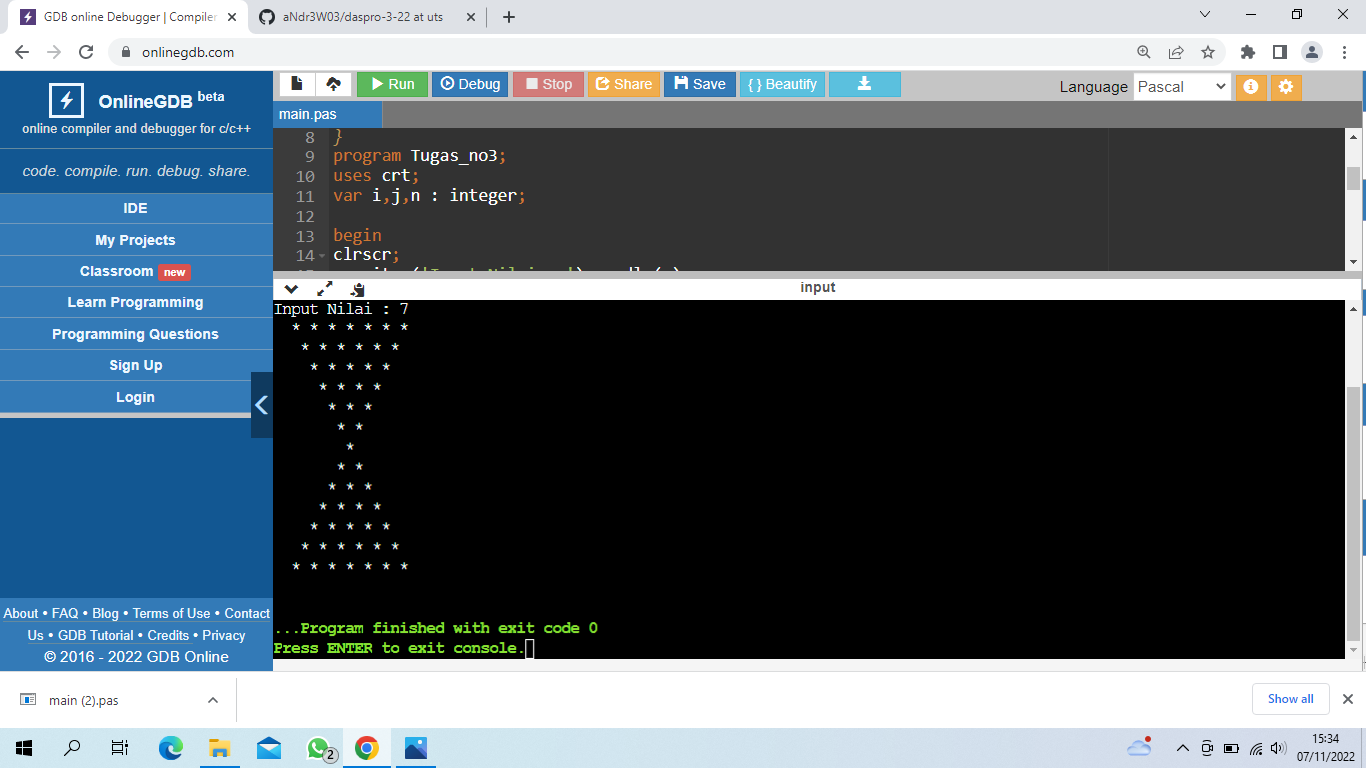 GDB online Debugger | Compiler
aNdr3W03/daspro-3-22 at uts
onlinegdb.com
OnlineGDB beta
online compiler and debugger for c/c++
code. compile. run. debug. share.
IDE
My Projects
Classroom new
Learn Programming
Programming Questions
Sign Up
Login
About • FAQ • Blog • Terms of Use • Contact
Us • GDB Tutorial • Credits • Privacy
© 2016 - 2022 GDB Online
Run Debug Stop Share Save { } Beautify
Language Pascal
main.pas
8 }
9 program Tugas_no3;
10 uses crt;
11 var i,j,n : integer;
12
13 begin
14 clrscr;
input
Input Nilai : 7
* * * * * * *
* * * * * *
* * * * *
* * * *
* * *
* *
*
* *
* * *
* * * *
* * * * *
* * * * * *
* * * * * * *
...Program finished with exit code 0
Press ENTER to exit console.
main (2).pas
Show all
2
15:34
07/11/2022